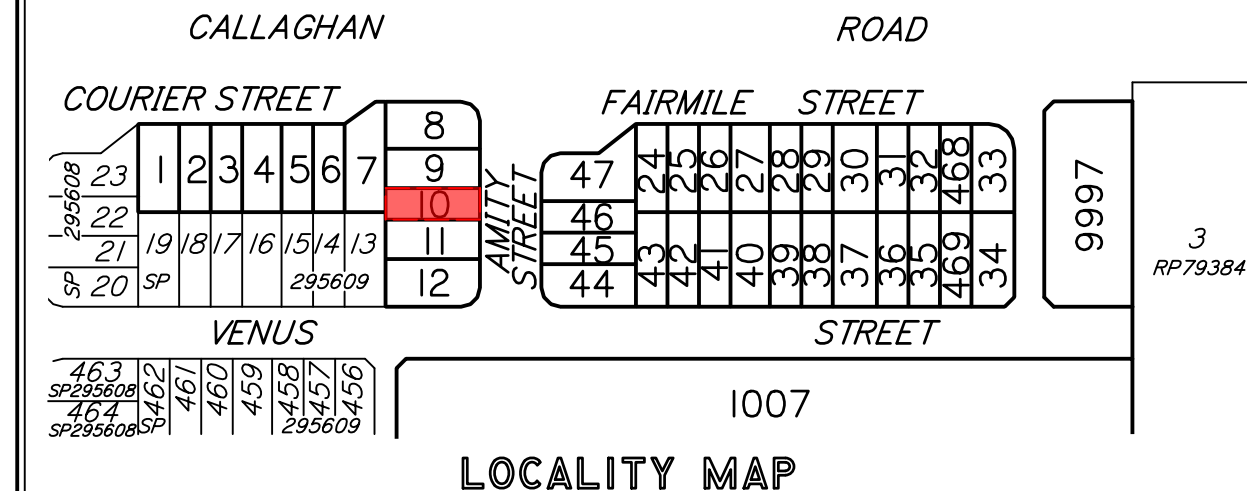 CALLAGHAN ROAD
COURIER STREET FAIRMILE STREET
8
23 1 2 3 4 5 6 7 9 47 24 25 26 27 28 29 30 31 32 468 33
295608
22 10 AMITY STREET 46 9997
21 19 18 17 16 15 14 13 11 45 43 42 41 40 39 38 37 36 35 469 34 3
RP79384
SP 20 SP 295609 12 44
VENUS STREET
463 462 461 460 459 458 457 456
SP295608
464 1007
SP295608 SP 295609
LOCALITY MAP